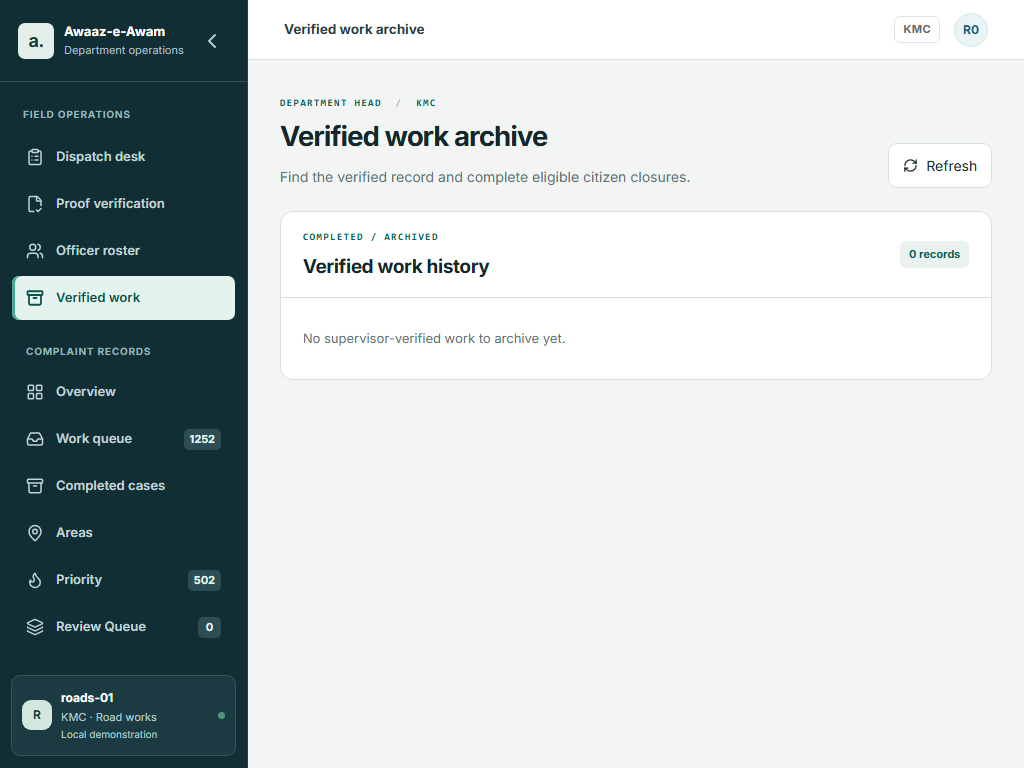 a.
Awaaz-e-Awam
Department operations
FIELD OPERATIONS
Dispatch desk
Proof verification
Officer roster
Verified work
COMPLAINT RECORDS
Overview
Work queue 1252
Completed cases
Areas
Priority 502
Review Queue 0
R
roads-01
KMC · Road works
Local demonstration
Verified work archive
KMC
RO
DEPARTMENT HEAD / KMC
Verified work archive
Find the verified record and complete eligible citizen closures.
Refresh
COMPLETED / ARCHIVED
Verified work history
0 records
No supervisor-verified work to archive yet.